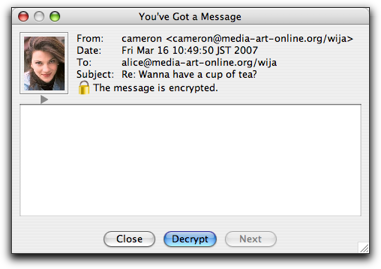 You've Got a Message
From: cameron <cameron@media-art-online.org/wija>
Date: Fri Mar 16 10:49:50 JST 2007
To: alice@media-art-online.org/wija
Subject: Re: Wanna have a cup of tea?
The message is encrypted.
Close Decrypt Next